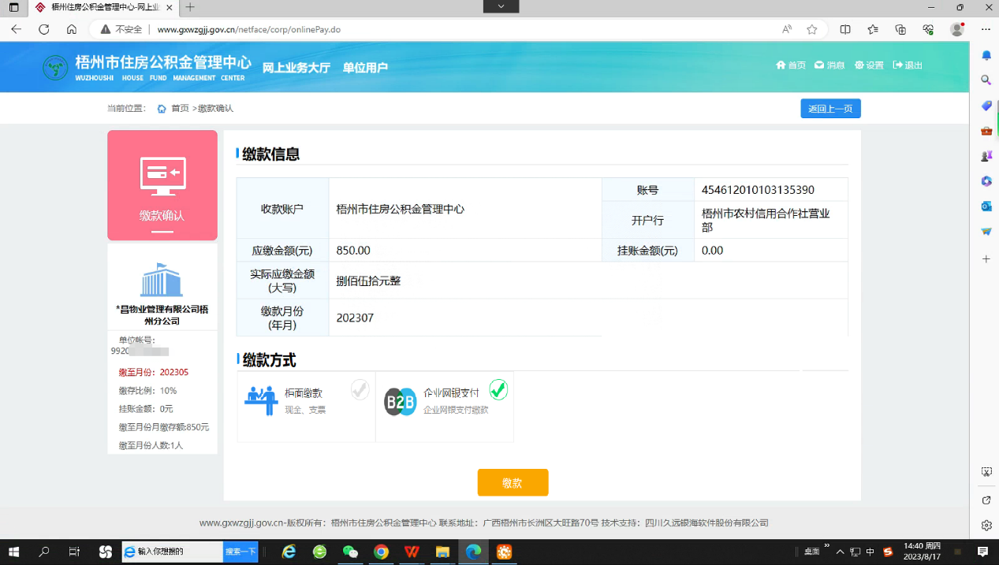 梧州住房公积金管理中心-网上业
不安全
www.gxwzgjj.gov.cn/netface/corp/onlinePay.do
梧州市住房公积金管理中心 网上业务大厅 单位用户
WUZHOUSHI HOUSE FUND MANAGEMENT CENTER
首页 消息 设置 退出
当前位置: 首页 >缴款确认
返回上一页
缴款确认
*昌物业管理有限公司梧
州分公司
单位帐号:
9920
缴至月份: 202305
缴存比例: 10%
挂账金额: 0元
缴至月份月缴存额:850元
缴至月份人数:1人
缴款信息
收款账户
梧州市住房公积金管理中心
账号
454612010103135390
开户行
梧州市农村信用合作社营业
部
应缴金额(元)
850.00
挂账金额(元)
0.00
实际应缴金额
(大写)
捌佰伍拾元整
缴款月份
(年月)
202307
缴款方式
柜面缴款
现金、支票
B2B
企业网银支付
企业网银支付缴款
缴款
www.gxwzgjj.gov.cn-版权所有: 梧州市住房公积金管理中心 联系地址: 广西梧州市长洲区大旺路70号 技术支持: 四川久远银海软件股份有限公司
输入你想搜的
搜索一下
桌面
中
14:40 周四
2023/8/17